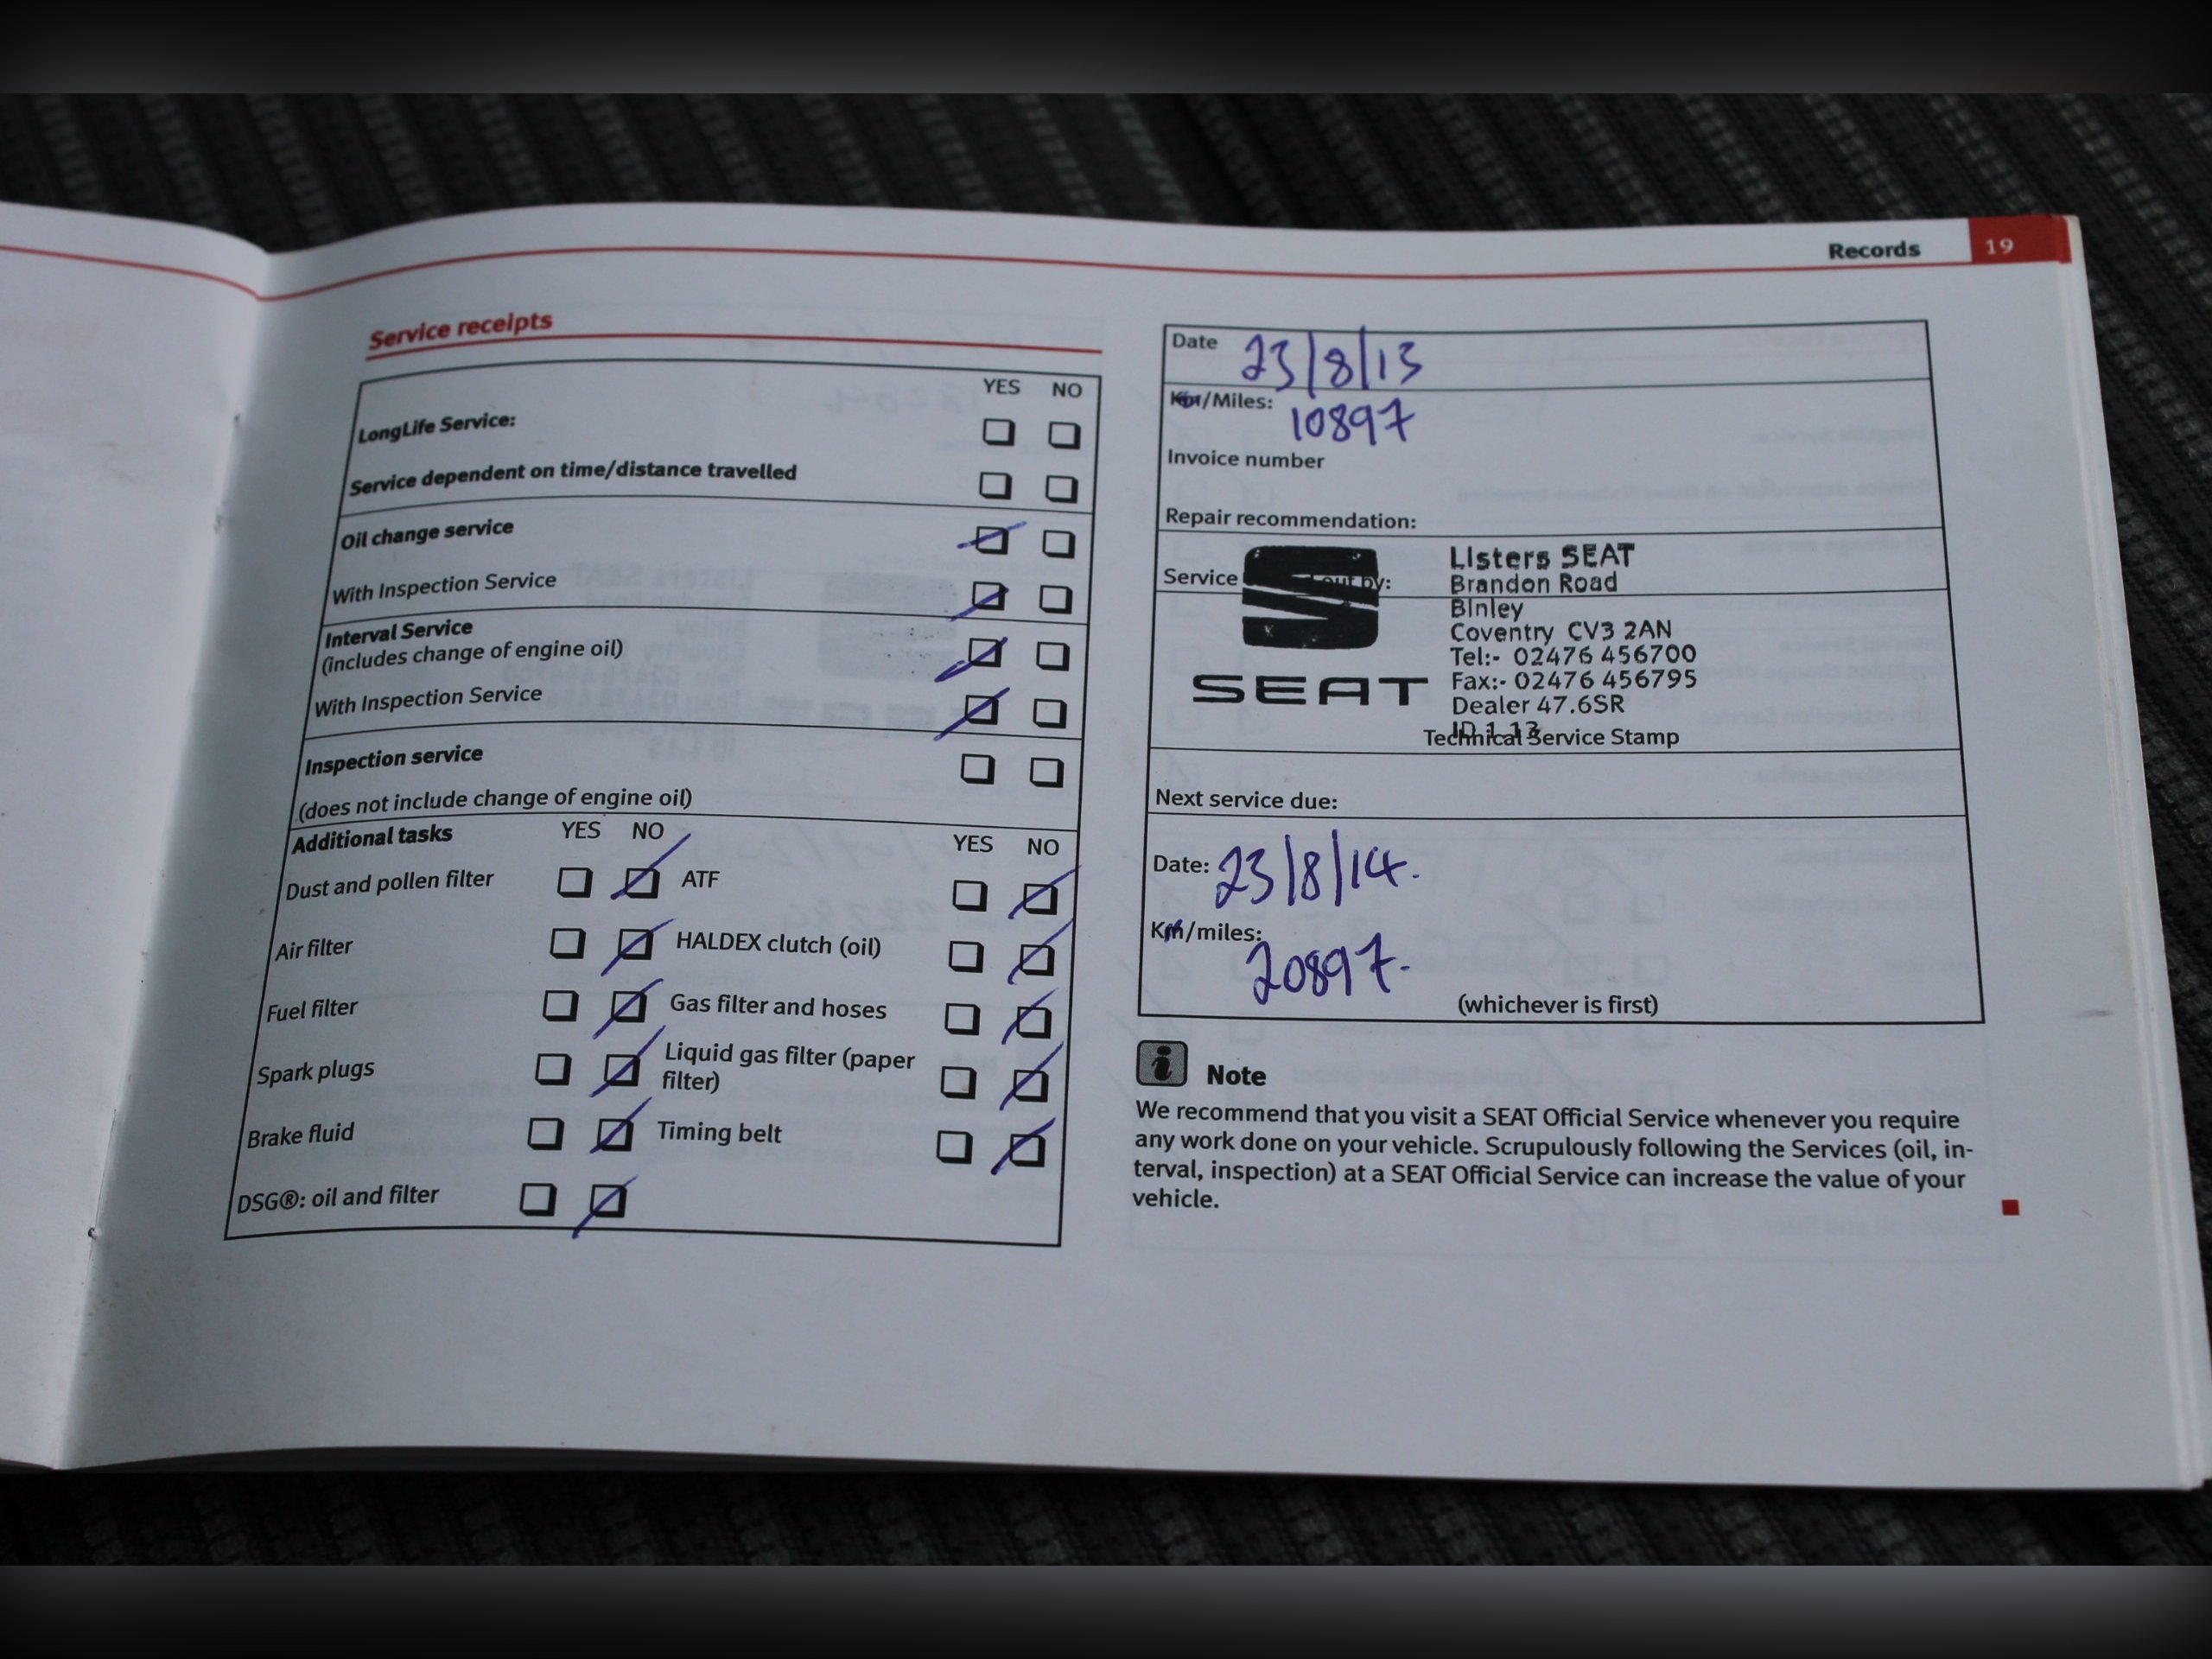 Records 19
Service receipts
YES NO
LongLife Service:
Service dependent on time/distance travelled
Oil change service
With Inspection Service
Interval Service
(includes change of engine oil)
With Inspection Service
Inspection service
(does not include change of engine oil)
Additional tasks YES NO YES NO
Dust and pollen filter ATF
Air filter HALDEX clutch (oil)
Fuel filter Gas filter and hoses
Spark plugs Liquid gas filter (paper
filter)
Brake fluid Timing belt
DSG®: oil and filter
Date 23/8/13
Km/Miles: 10897
Invoice number
Repair recommendation:
Service out by:
SEAT
Listers SEAT
Brandon Road
Binley
Coventry CV3 2AN
Tel:- 02476 456700
Fax:- 02476 456795
Dealer 47.6SR
ID 1.13
Technical Service Stamp
Next service due:
Date: 23/8/14.
Km/miles: 20897.
(whichever is first)
i Note
We recommend that you visit a SEAT Official Service whenever you require
any work done on your vehicle. Scrupulously following the Services (oil, in-
terval, inspection) at a SEAT Official Service can increase the value of your
vehicle.